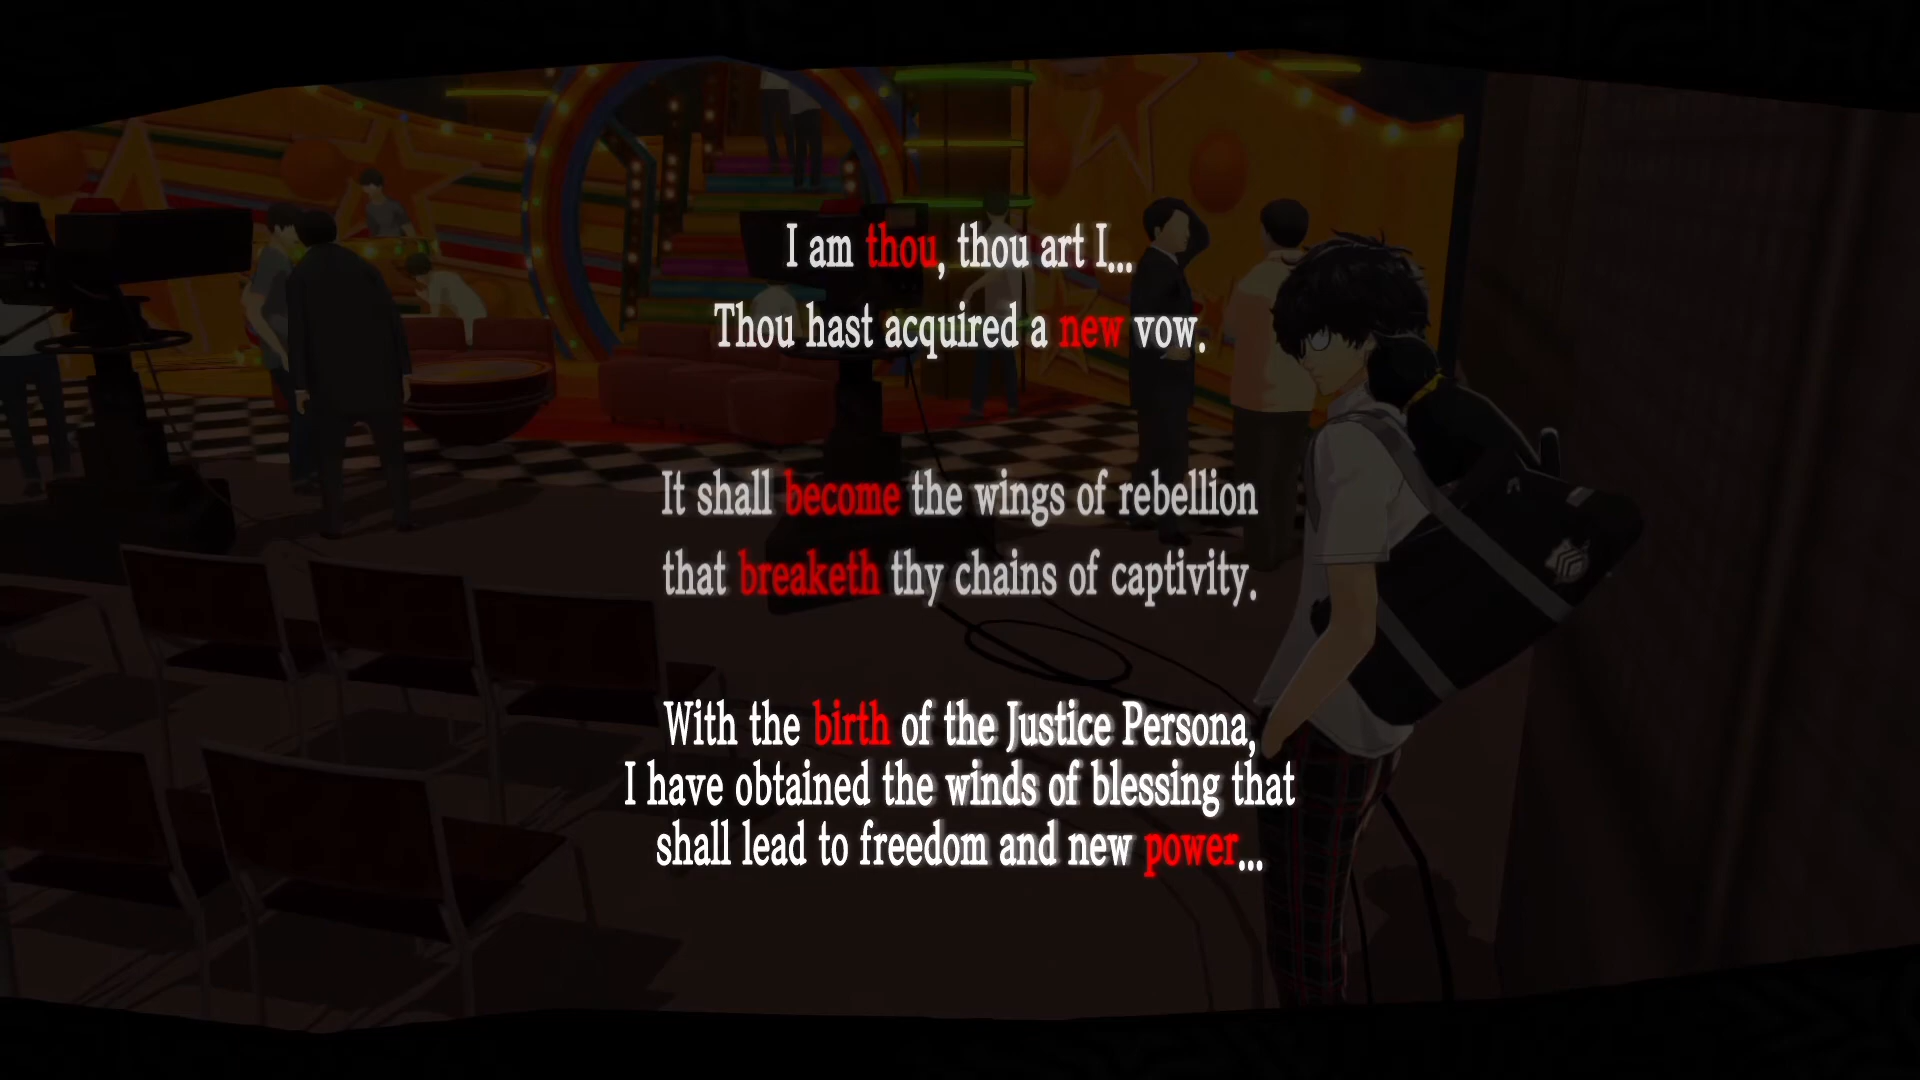 I am thou, thou art I...
Thou hast acquired a new vow.
It shall become the wings of rebellion
that breaketh thy chains of captivity.
With the birth of the Justice Persona,
I have obtained the winds of blessing that
shall lead to freedom and new power...